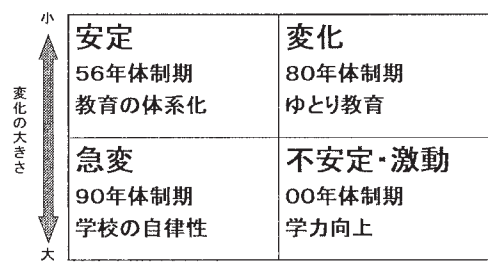 小
変化の大きさ
大
安定
56年体制期
教育の体系化
変化
80年体制期
ゆとり教育
急変
90年体制期
学校の自律性
不安定・激動
00年体制期
学力向上